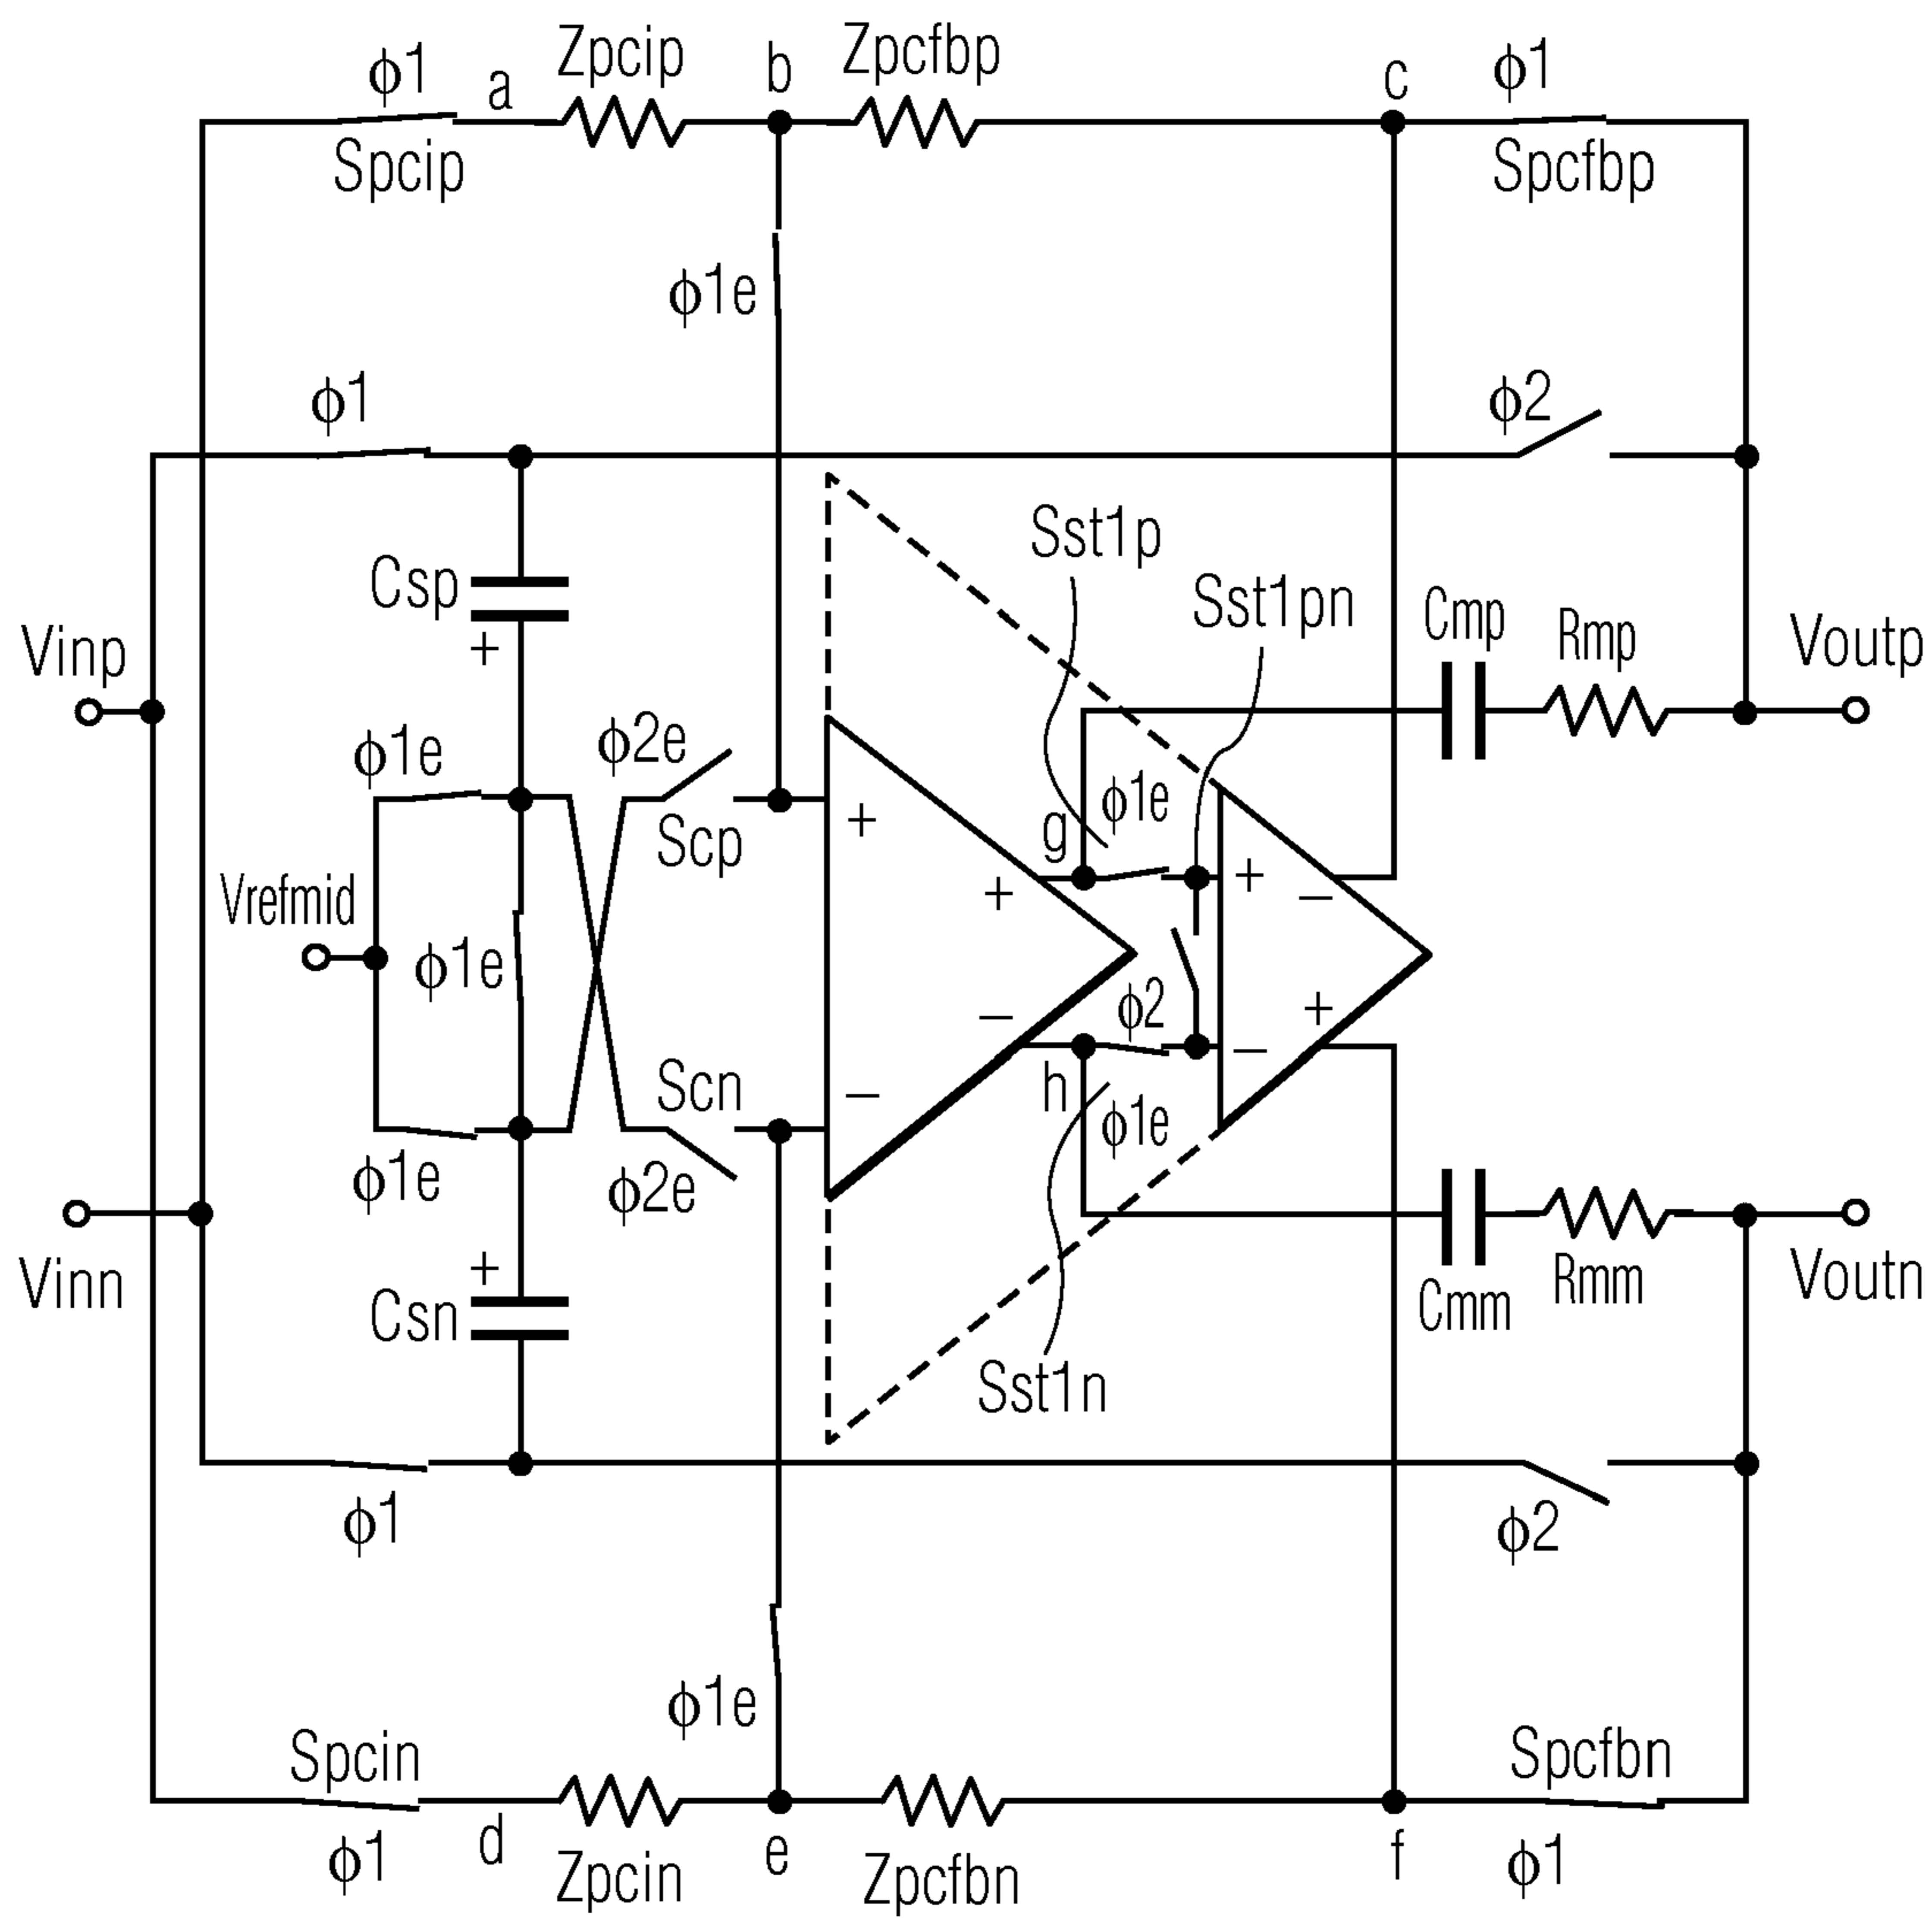 ϕ1
a
Zpcip
b
Zpcfbp
c
ϕ1
Spcip
Spcfbp
ϕ1e
ϕ1
ϕ2
Sst1p
Csp
+
Sst1pn
Cmp
Rmp
Vinp
Voutp
ϕ1e
ϕ2e
Scp
+
g
ϕ1e
+
+
−
Vrefmid
ϕ1e
−
ϕ2
+
−
Scn
−
h
ϕ1e
ϕ1e
ϕ2e
Vinn
+
Csn
Cmm
Rmm
Voutn
Sst1n
ϕ1
ϕ2
ϕ1e
Spcin
Spcfbn
ϕ1
d
Zpcin
e
Zpcfbn
f
ϕ1